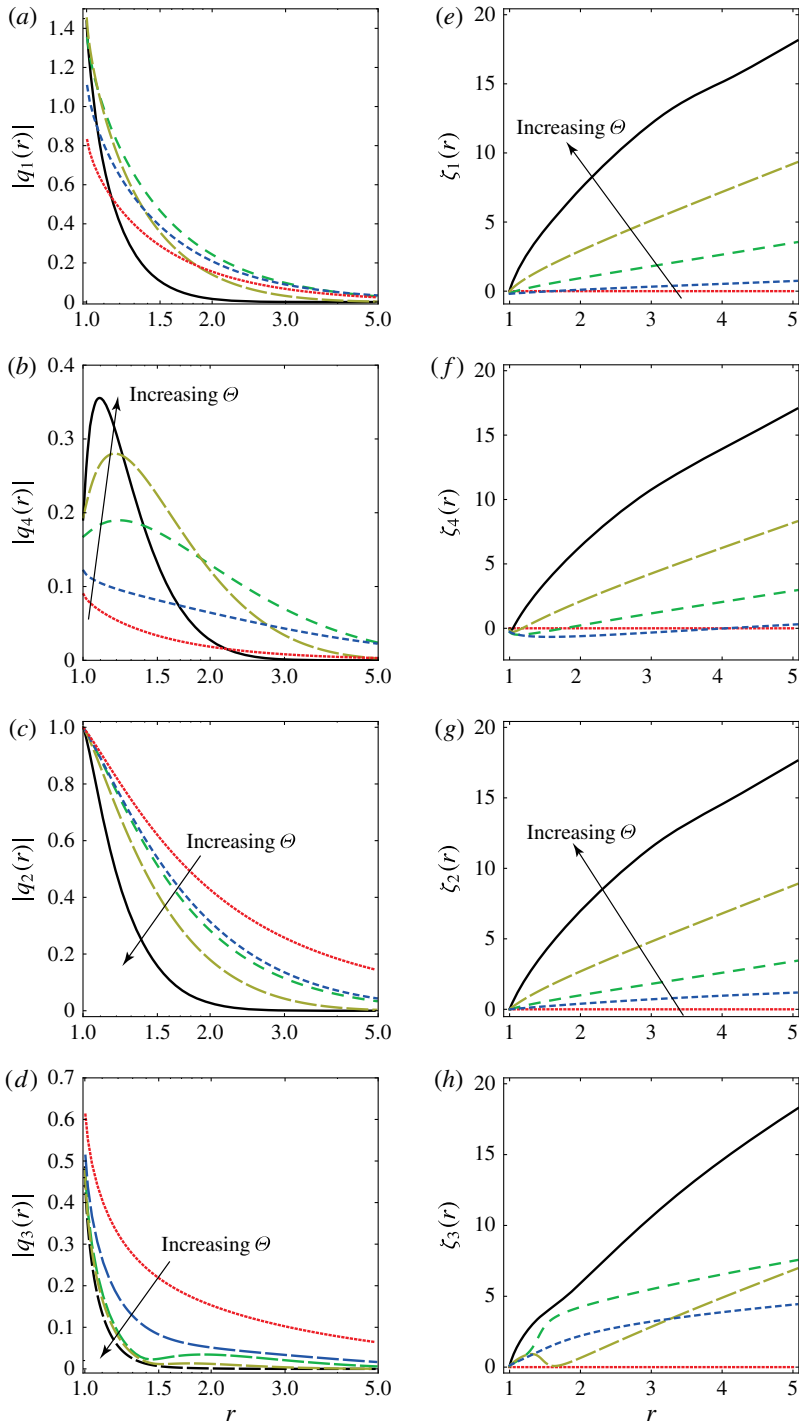 (a)
1.4
1.2
1.0
0.8
0.6
0.4
0.2
0
|q₁(r)|
1.0 1.5 2.0 3.0 5.0
(e)
20
15
10
5
0
ζ₁(r)
Increasing Θ
1 2 3 4 5
(b)
0.4
0.3
0.2
0.1
0
|q₄(r)|
Increasing Θ
1.0 2.0 3.0 5.0
(f)
20
15
10
5
0
ζ₄(r)
1 2 3 4 5
(c)
1.0
0.8
0.6
0.4
0.2
0
|q₂(r)|
Increasing Θ
1.0 1.5 2.0 3.0 5.0
(g)
20
15
10
5
0
ζ₂(r)
Increasing Θ
1 2 3 4 5
(d)
0.7
0.6
0.5
0.4
0.3
0.2
0.1
0
|q₃(r)|
Increasing Θ
1.0 1.5 2.0 3.0 5.0
r
(h)
20
15
10
5
0
ζ₃(r)
1 2 3 4 5
r